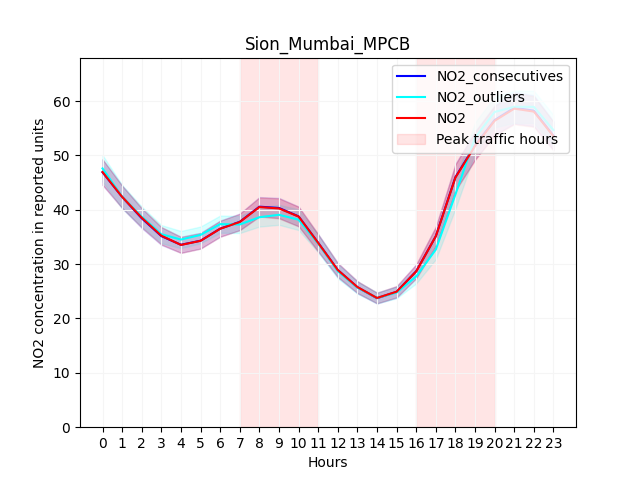 Sion_Mumbai_MPCB
NO2_consecutives
NO2_outliers
NO2
Peak traffic hours
NO2 concentration in reported units
60
50
40
30
20
10
0
0 1 2 3 4 5 6 7 8 9 10 11 12 13 14 15 16 17 18 19 20 21 22 23
Hours